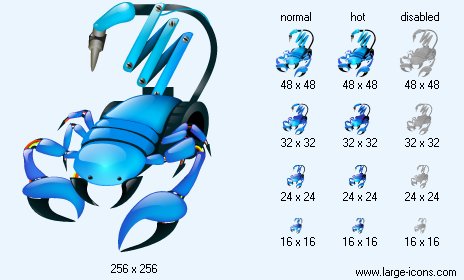 normal hot disabled
48 x 48 48 x 48 48 x 48
32 x 32 32 x 32 32 x 32
24 x 24 24 x 24 24 x 24
16 x 16 16 x 16 16 x 16
256 x 256
www.large-icons.com